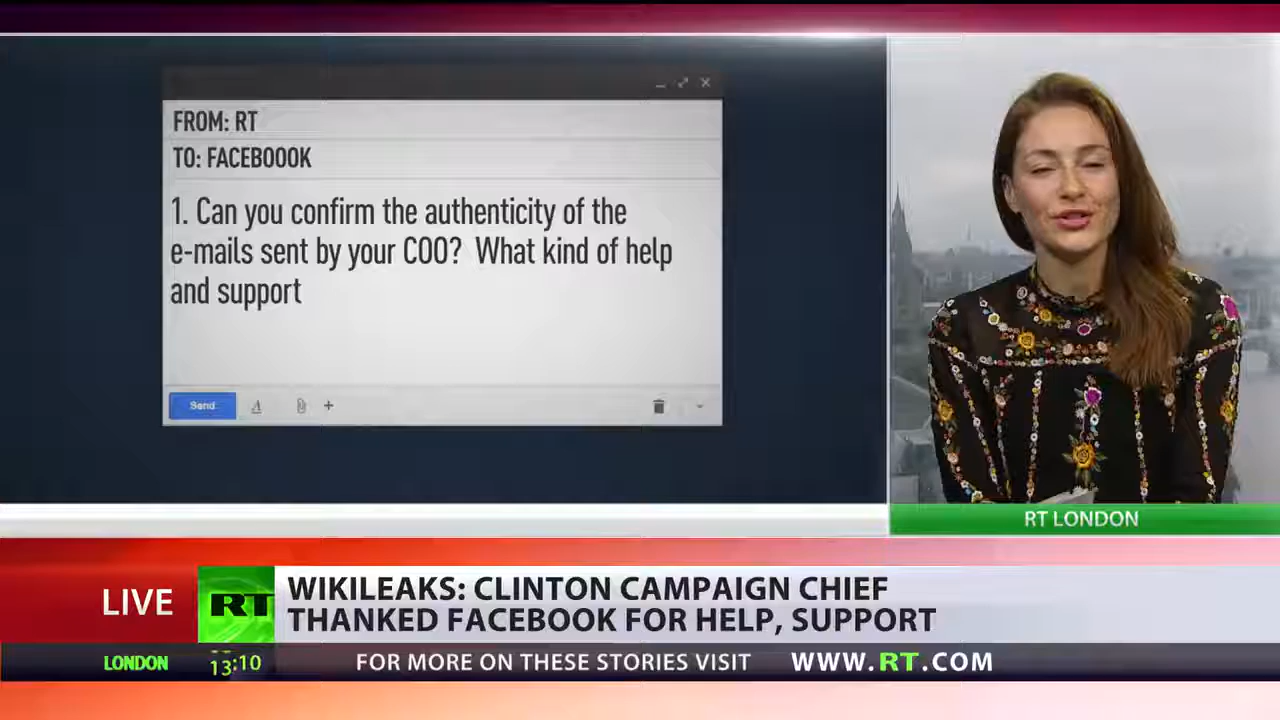 FROM: RT
TO: FACEBOOOK
1. Can you confirm the authenticity of the
e-mails sent by your COO? What kind of help
and support
Send
RT LONDON
LIVE
RT
WIKILEAKS: CLINTON CAMPAIGN CHIEF
THANKED FACEBOOK FOR HELP, SUPPORT
LONDON
13:10
FOR MORE ON THESE STORIES VISIT WWW.RT.COM